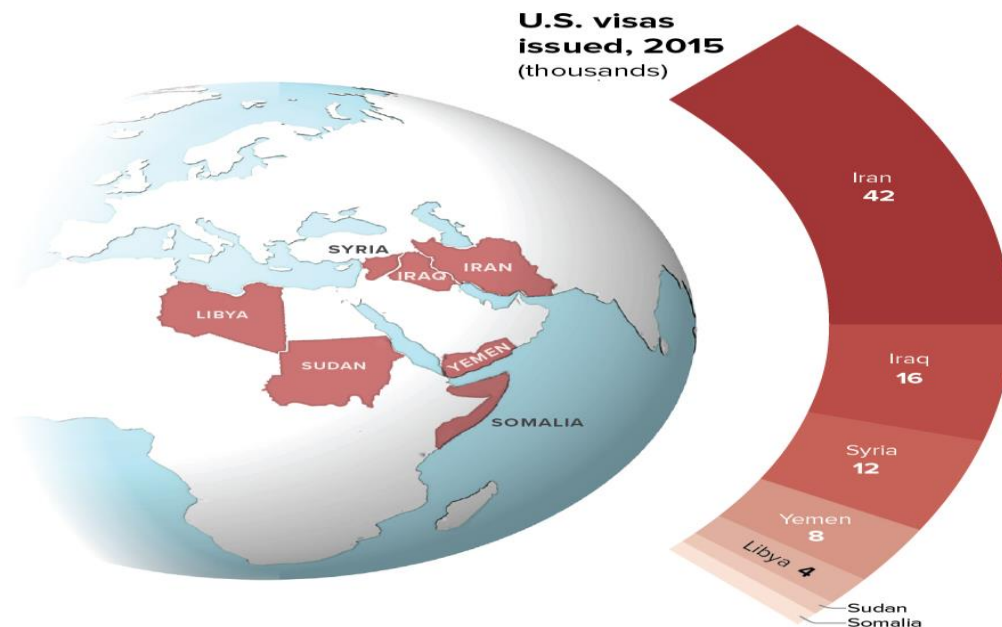 U.S. visas
issued, 2015
(thousands)
Iran
42
Iraq
16
Syria
12
Yemen
8
Libya 4
Sudan
Somalia
SYRIA
IRAQ
IRAN
LIBYA
SUDAN
YEMEN
SOMALIA